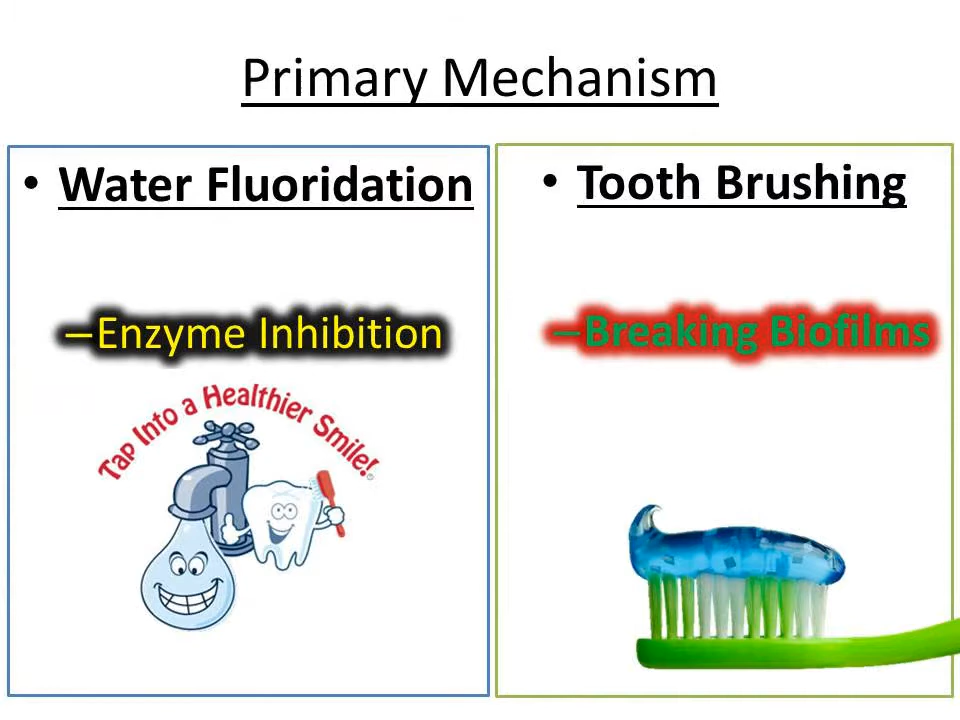 Primary Mechanism
• Water Fluoridation
–Enzyme Inhibition
Tap Into a Healthier Smile!
• Tooth Brushing
–Breaking Biofilms